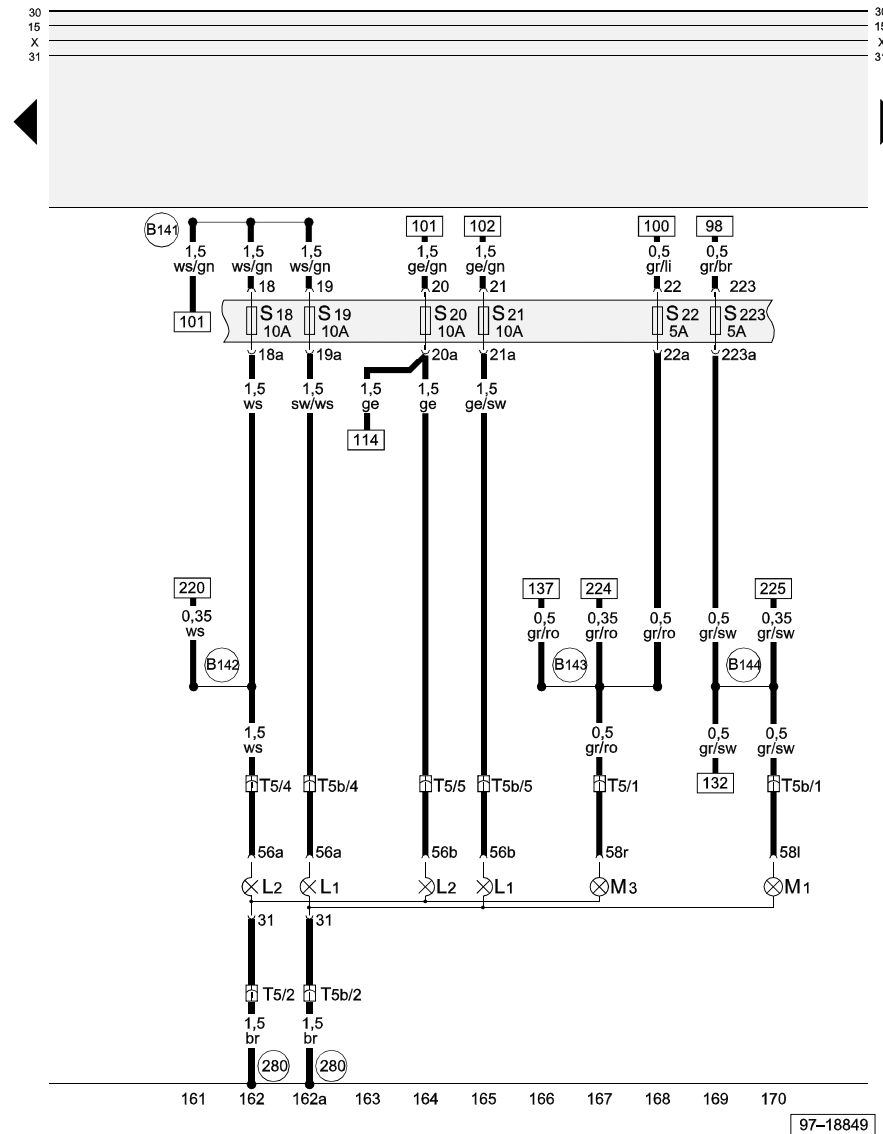 30 30
15 15
X X
31 31
B141 101 102 100 98
1,5 1,5 1,5 1,5 1,5 0,5 0,5
ws/gn ws/gn ws/gn ge/gn ge/gn gr/li gr/br
18 19 20 21 22 223
101 S18 S19 S20 S21 S22 S223
10A 10A 10A 10A 5A 5A
18a 19a 20a 21a 22a 223a
1,5 1,5 1,5 1,5 1,5
ws sw/ws ge ge ge/sw
114
220 137 224 225
0,35 0,5 0,35 0,5 0,5 0,35
ws gr/ro gr/ro gr/ro gr/sw gr/sw
B142 B143 B144
1,5 0,5 0,5 0,5
ws gr/ro gr/sw gr/sw
T5/4 T5b/4 T5/5 T5b/5 T5/1 132 T5b/1
56a 56a 56b 56b 58r 58l
L2 L1 L2 L1 M3 M1
31 31
T5/2 T5b/2
1,5 1,5
br br
280 280
161 162 162a 163 164 165 166 167 168 169 170
97–18849